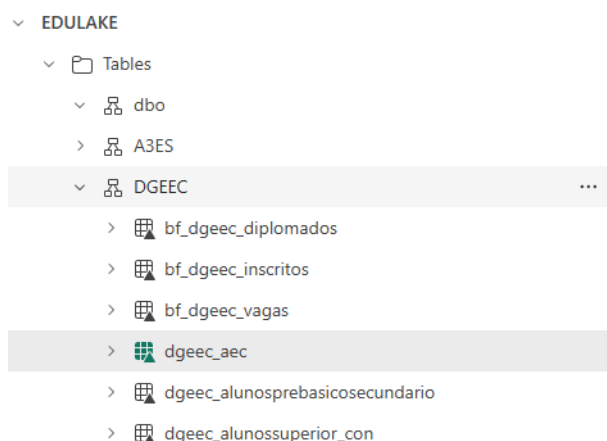 EDULAKE
Tables
dbo
A3ES
DGEEC
bf_dgeec_diplomados
bf_dgeec_inscritos
bf_dgeec_vagas
dgeec_aec
dgeec_alunosprebasicosecundario
dgeec_alunossuperior_con